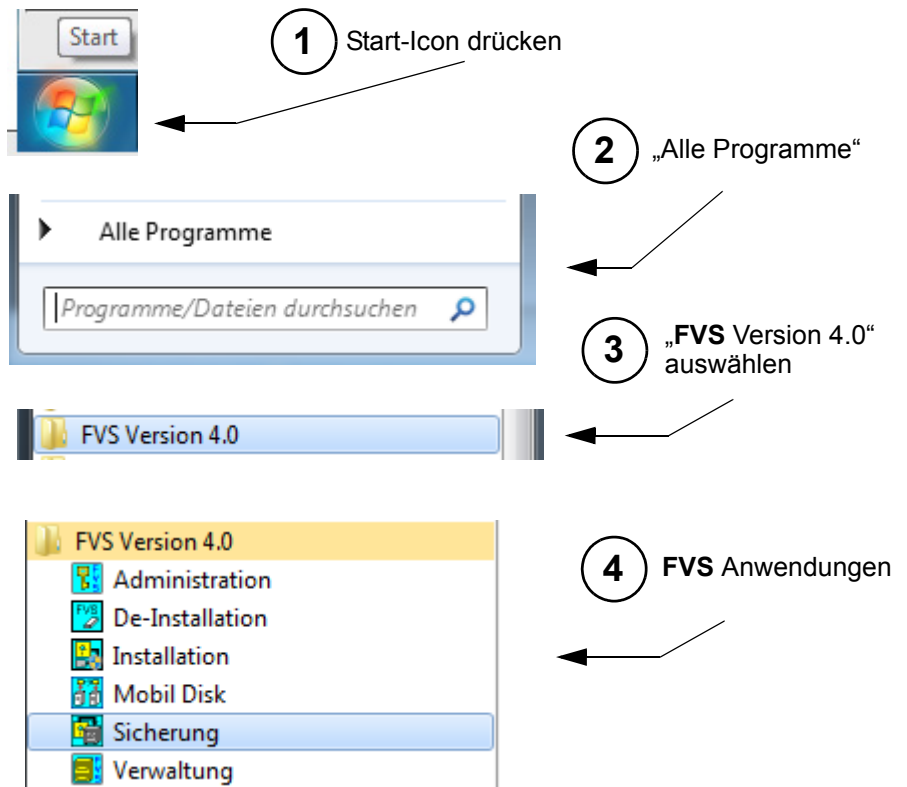 Start
1 Start-Icon drücken
2 „Alle Programme“
Alle Programme
Programme/Dateien durchsuchen
3 „FVS Version 4.0“
auswählen
FVS Version 4.0
FVS Version 4.0
4 FVS Anwendungen
Administration
De-Installation
Installation
Mobil Disk
Sicherung
Verwaltung